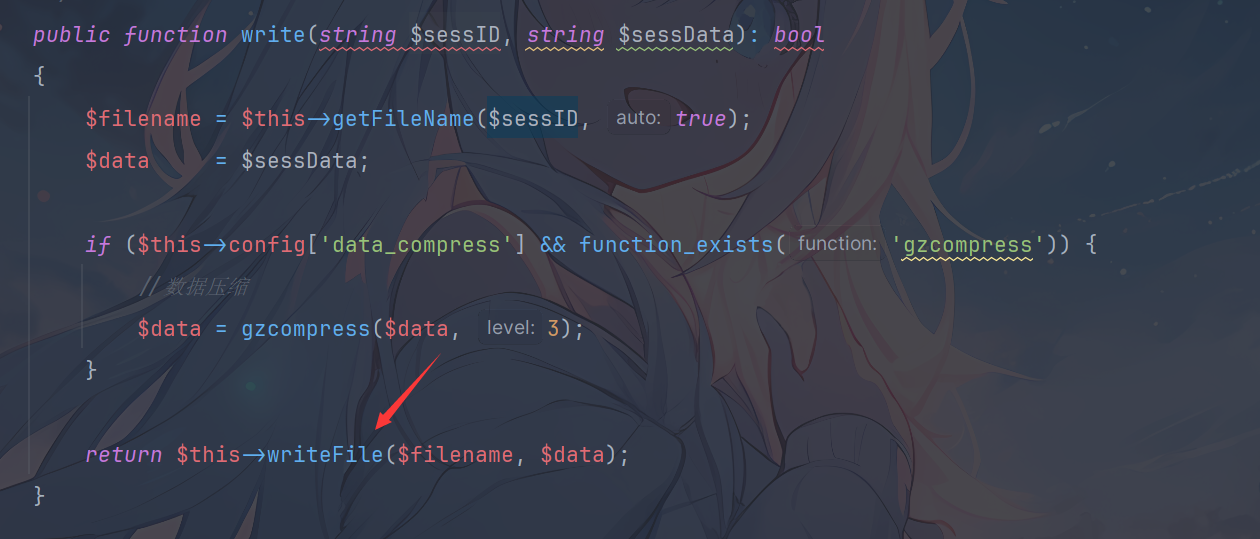 public function write(string $sessID, string $sessData): bool
{
$filename = $this->getFileName($sessID, auto: true);
$data = $sessData;
if ($this->config['data_compress'] && function_exists( function: 'gzcompress')) {
// 数据压缩
$data = gzcompress($data, level: 3);
}
return $this->writeFile($filename, $data);
}